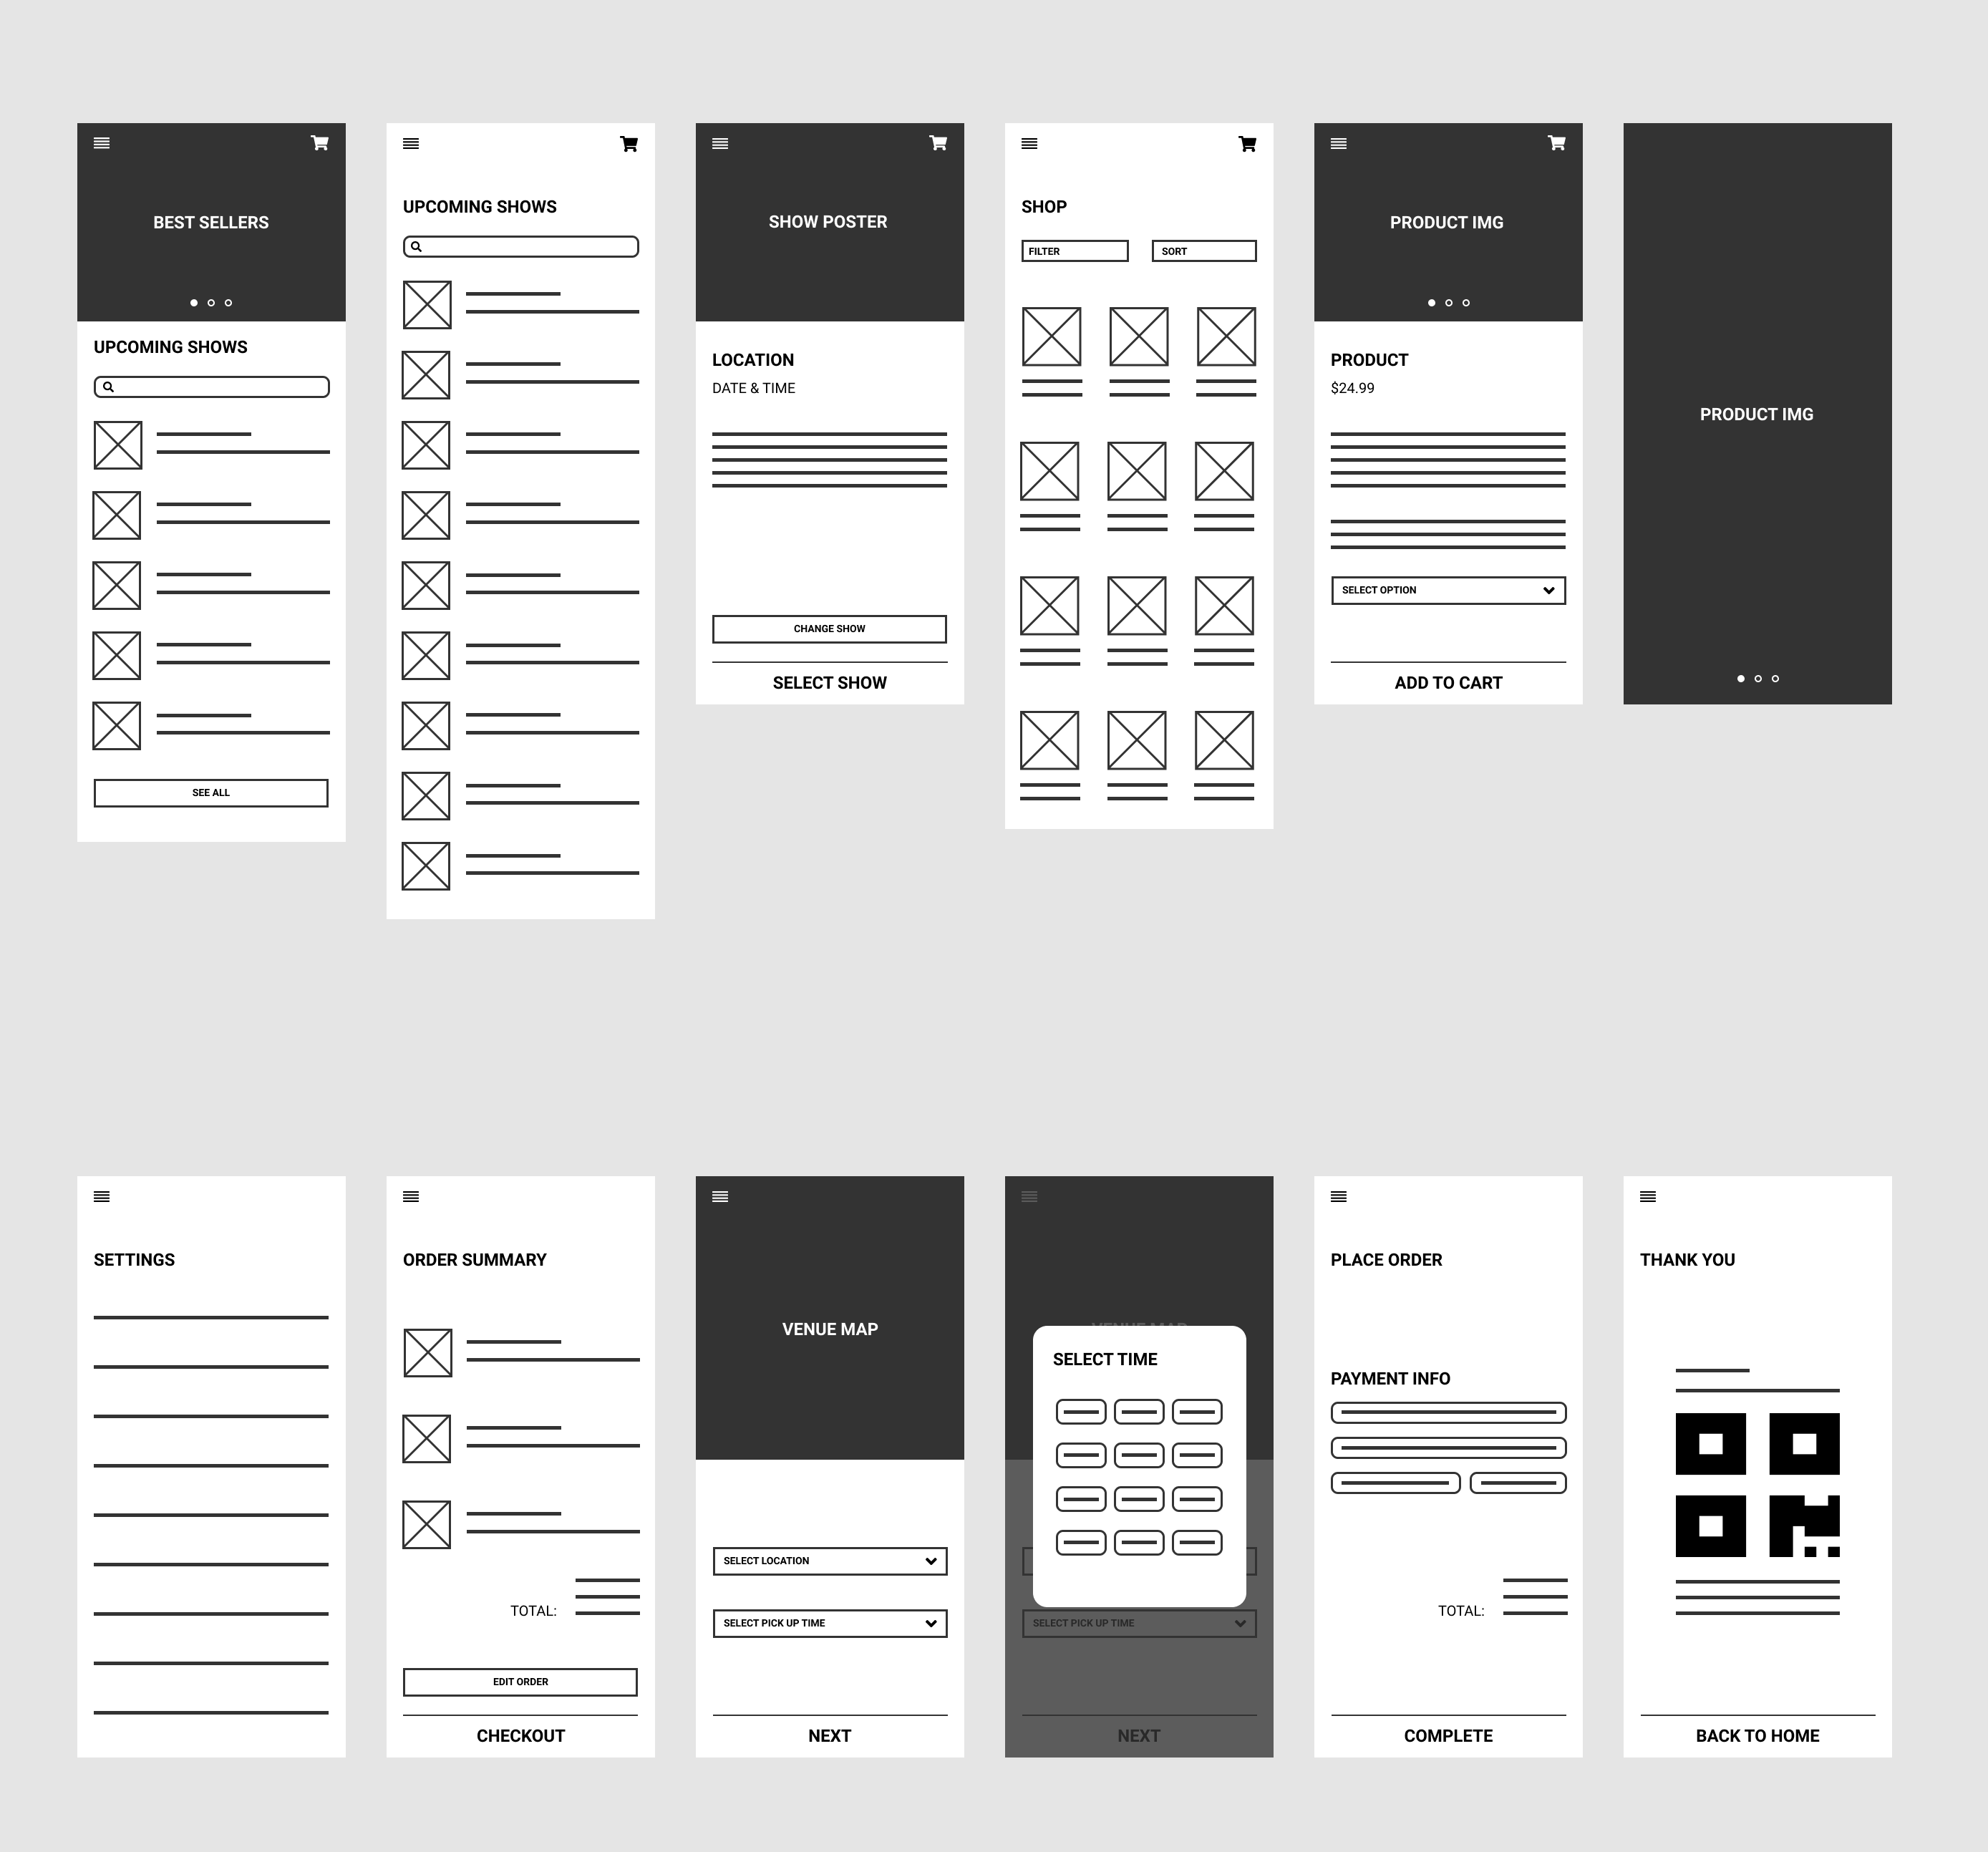 BEST SELLERS
UPCOMING SHOWS
SEE ALL
UPCOMING SHOWS
SHOW POSTER
LOCATION
DATE & TIME
CHANGE SHOW
SELECT SHOW
SHOP
FILTER
SORT
PRODUCT IMG
PRODUCT
$24.99
SELECT OPTION
ADD TO CART
PRODUCT IMG
SETTINGS
ORDER SUMMARY
TOTAL:
EDIT ORDER
CHECKOUT
VENUE MAP
SELECT LOCATION
SELECT PICK UP TIME
NEXT
VENUE MAP
SELECT TIME
SELECT PICK UP TIME
NEXT
PLACE ORDER
PAYMENT INFO
TOTAL:
COMPLETE
THANK YOU
BACK TO HOME